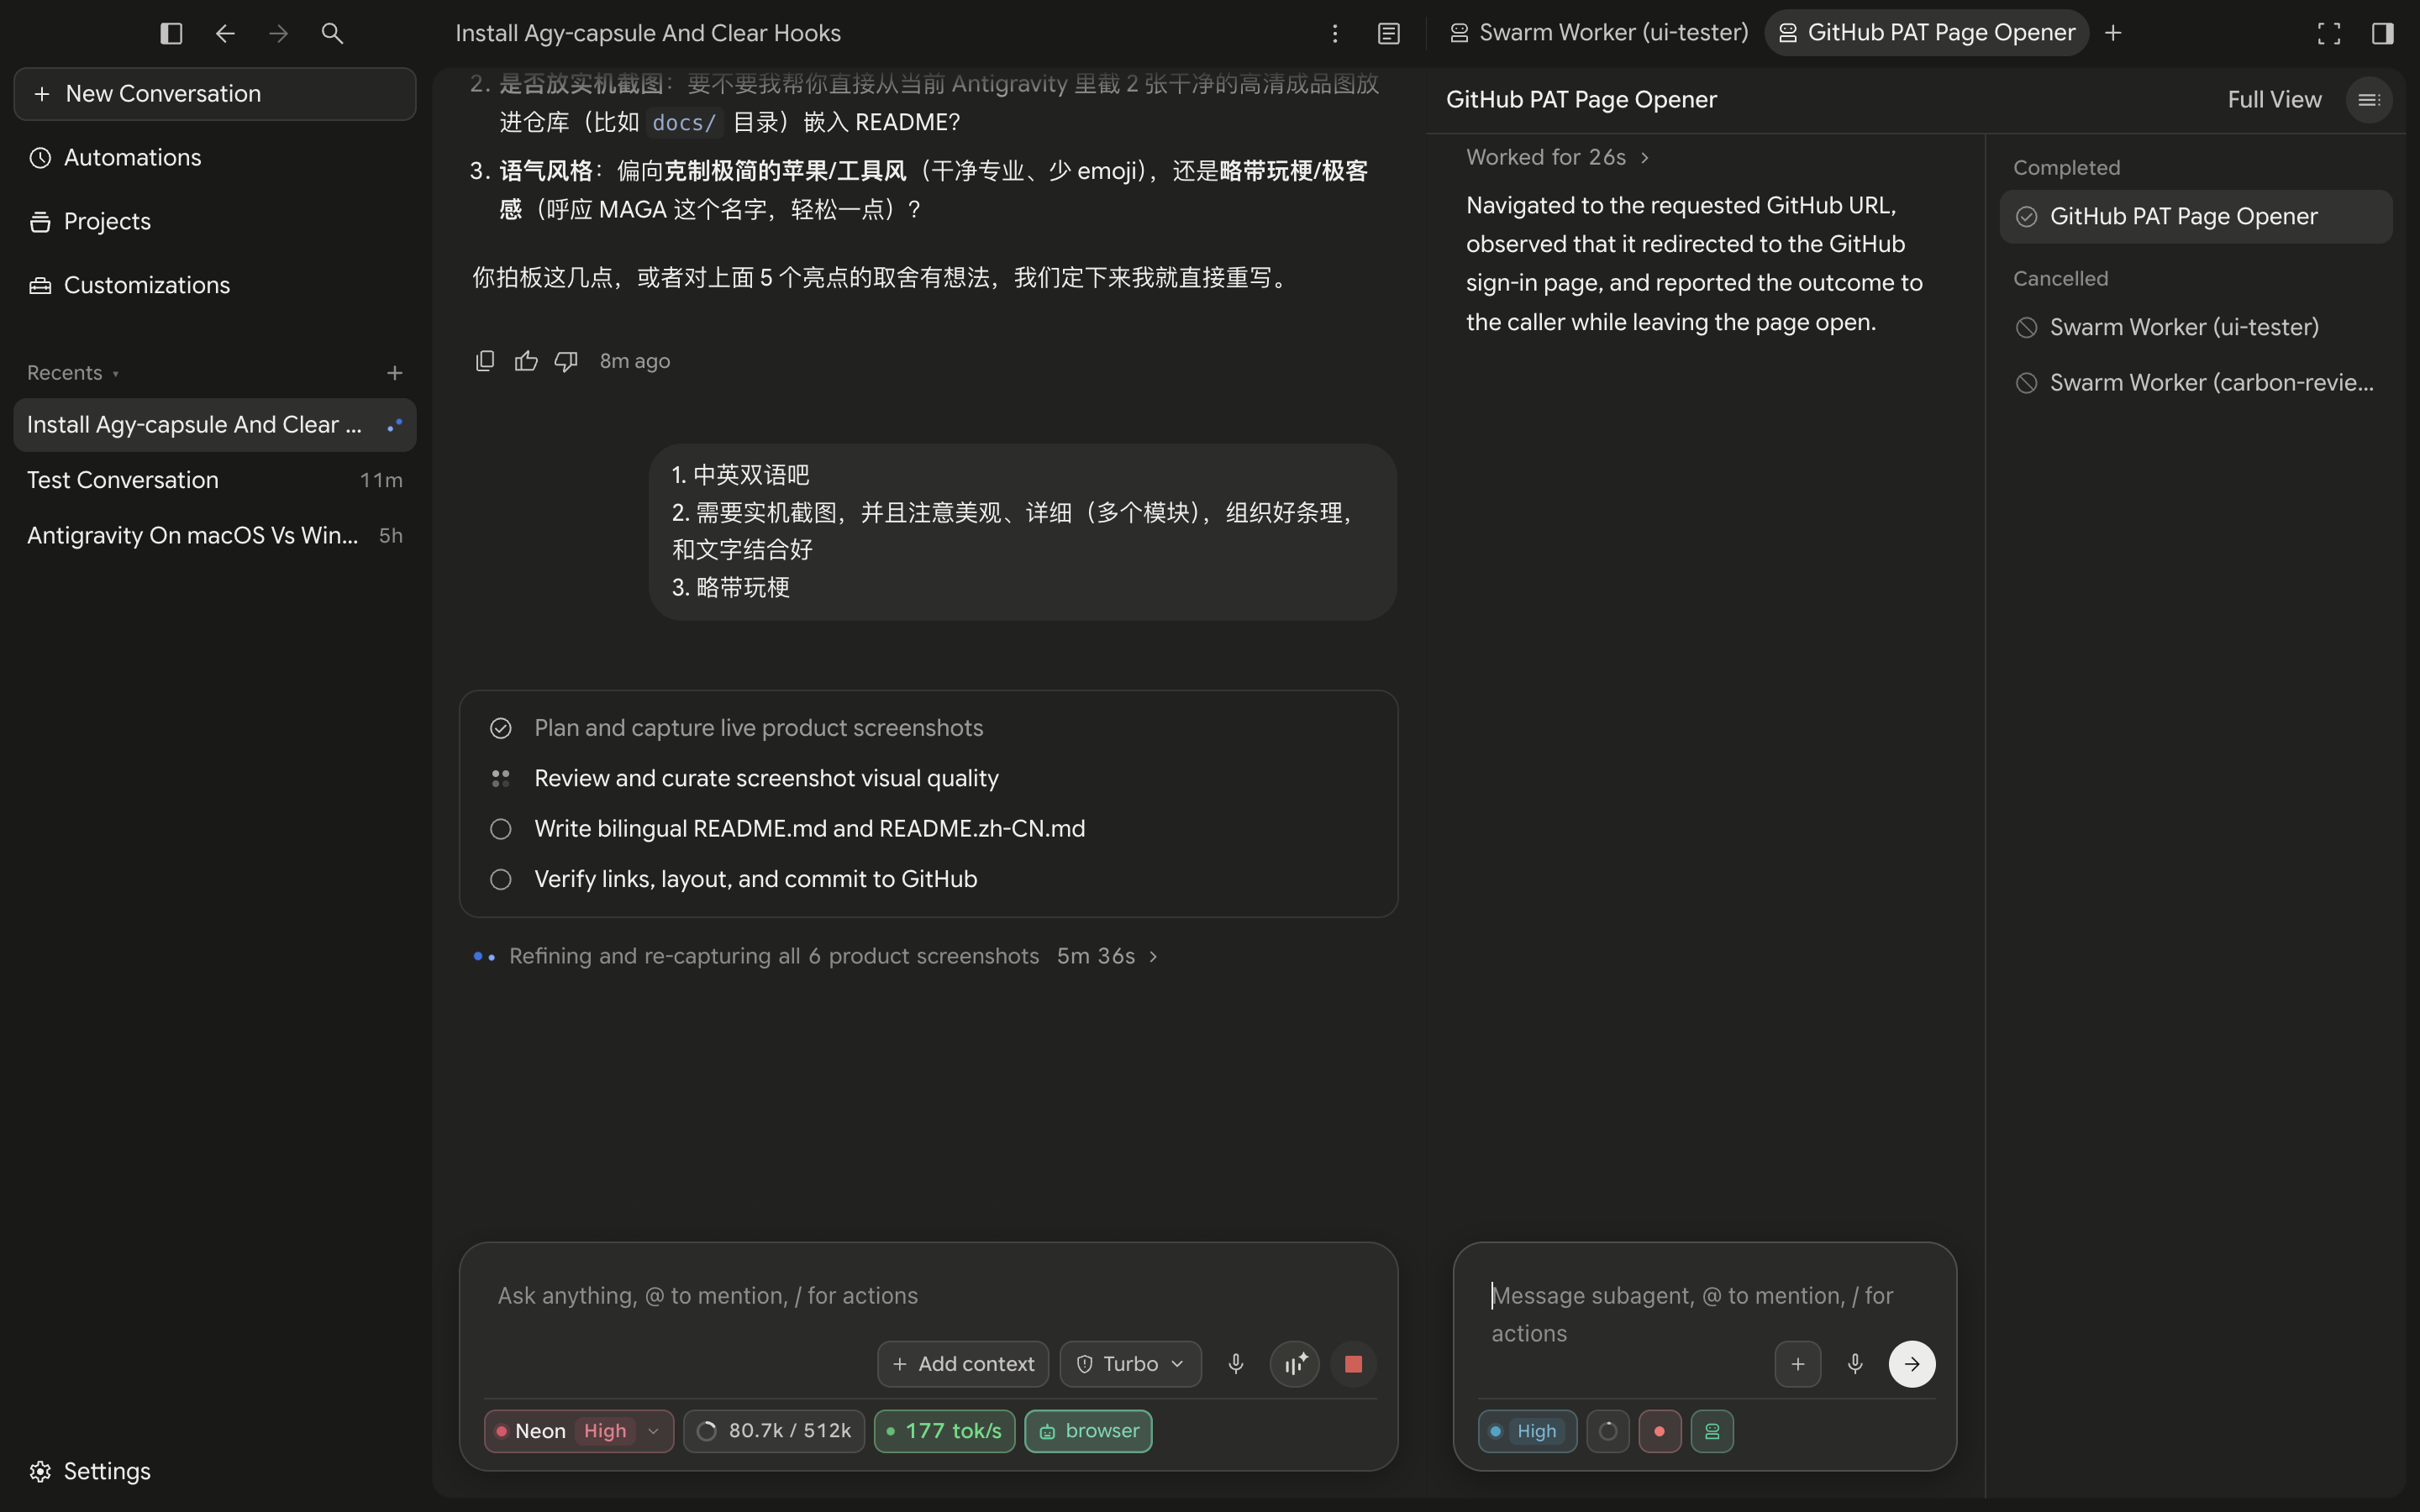 Install Agy-capsule And Clear Hooks
Swarm Worker (ui-tester)
GitHub PAT Page Opener
New Conversation
Automations
Projects
Customizations
Recents
Install Agy-capsule And Clear ...
Test Conversation 11m
Antigravity On macOS Vs Win... 5h
Settings
2. 是否放实机截图：要不要我帮你直接从当前 Antigravity 里截 2 张干净的高清成品图放
进仓库（比如 docs/ 目录）嵌入 README？
3. 语气风格：偏向克制极简的苹果/工具风（干净专业、少 emoji），还是略带玩梗/极客
感（呼应 MAGA 这个名字，轻松一点）？
你拍板这几点，或者对上面 5 个亮点的取舍有想法，我们定下来我就直接重写。
8m ago
1. 中英双语吧
2. 需要实机截图，并且注意美观、详细（多个模块），组织好条理，
和文字结合好
3. 略带玩梗
Plan and capture live product screenshots
Review and curate screenshot visual quality
Write bilingual README.md and README.zh-CN.md
Verify links, layout, and commit to GitHub
Refining and re-capturing all 6 product screenshots 5m 36s
Ask anything, @ to mention, / for actions
Add context
Turbo
Neon High
80.7k / 512k
177 tok/s
browser
GitHub PAT Page Opener
Full View
Worked for 26s
Navigated to the requested GitHub URL,
observed that it redirected to the GitHub
sign-in page, and reported the outcome to
the caller while leaving the page open.
Message subagent, @ to mention, / for
actions
High
Completed
GitHub PAT Page Opener
Cancelled
Swarm Worker (ui-tester)
Swarm Worker (carbon-revie...